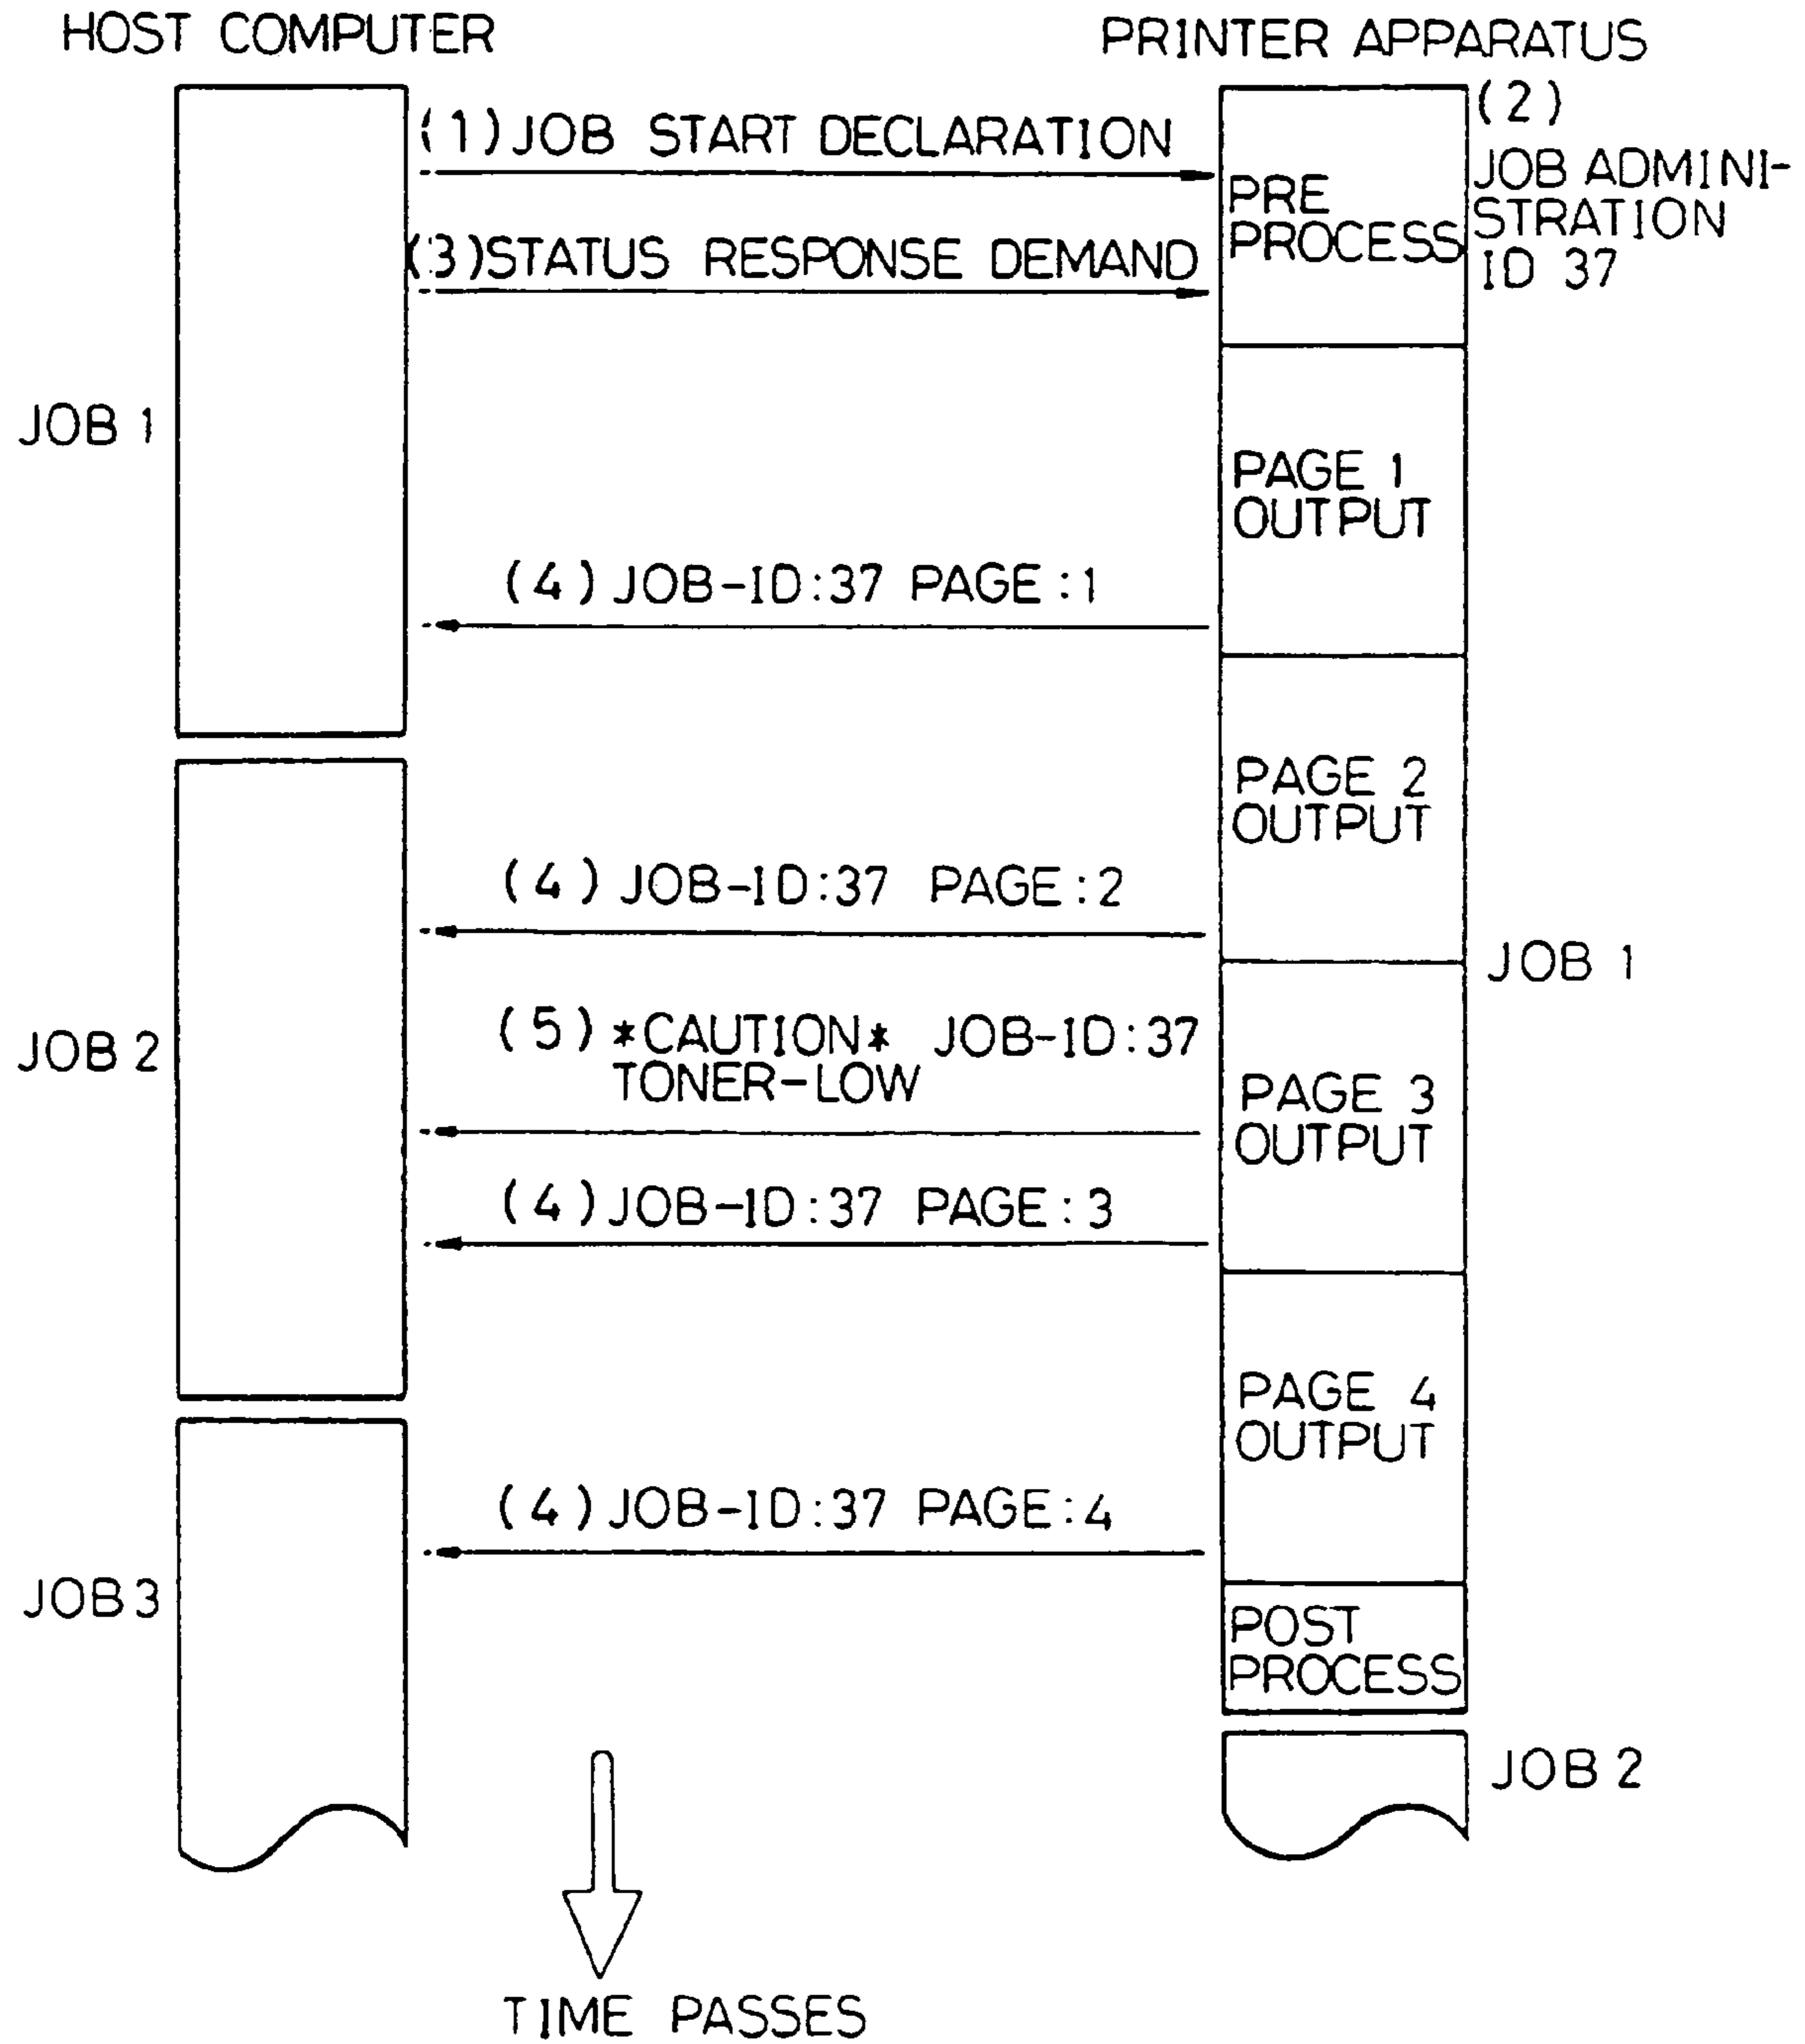 HOST COMPUTER
PRINTER APPARATUS
(1) JOB START DECLARATION
(2)
JOB ADMINI-
STRATION
ID 37
PRE
PROCESS
(3) STATUS RESPONSE DEMAND
JOB 1
PAGE 1
OUTPUT
(4) JOB-ID:37 PAGE:1
PAGE 2
OUTPUT
(4) JOB-ID:37 PAGE:2
JOB 1
JOB 2
(5) *CAUTION* JOB-ID:37
TONER-LOW
PAGE 3
OUTPUT
(4) JOB-ID:37 PAGE:3
PAGE 4
OUTPUT
(4) JOB-ID:37 PAGE:4
JOB 3
POST
PROCESS
JOB 2
TIME PASSES